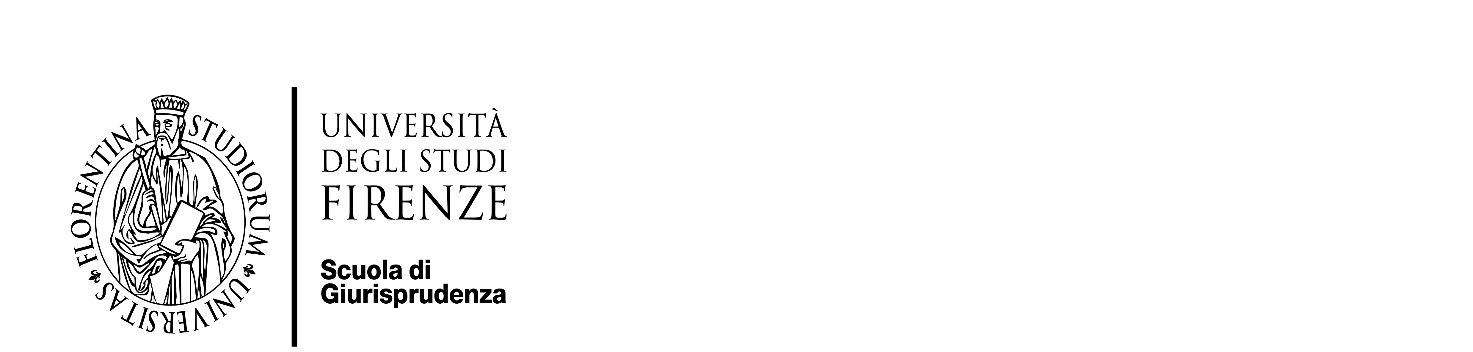 FLORENTINA STUDIORUM UNIVERSITAS
UNIVERSITÀ
DEGLI STUDI
FIRENZE
Scuola di
Giurisprudenza